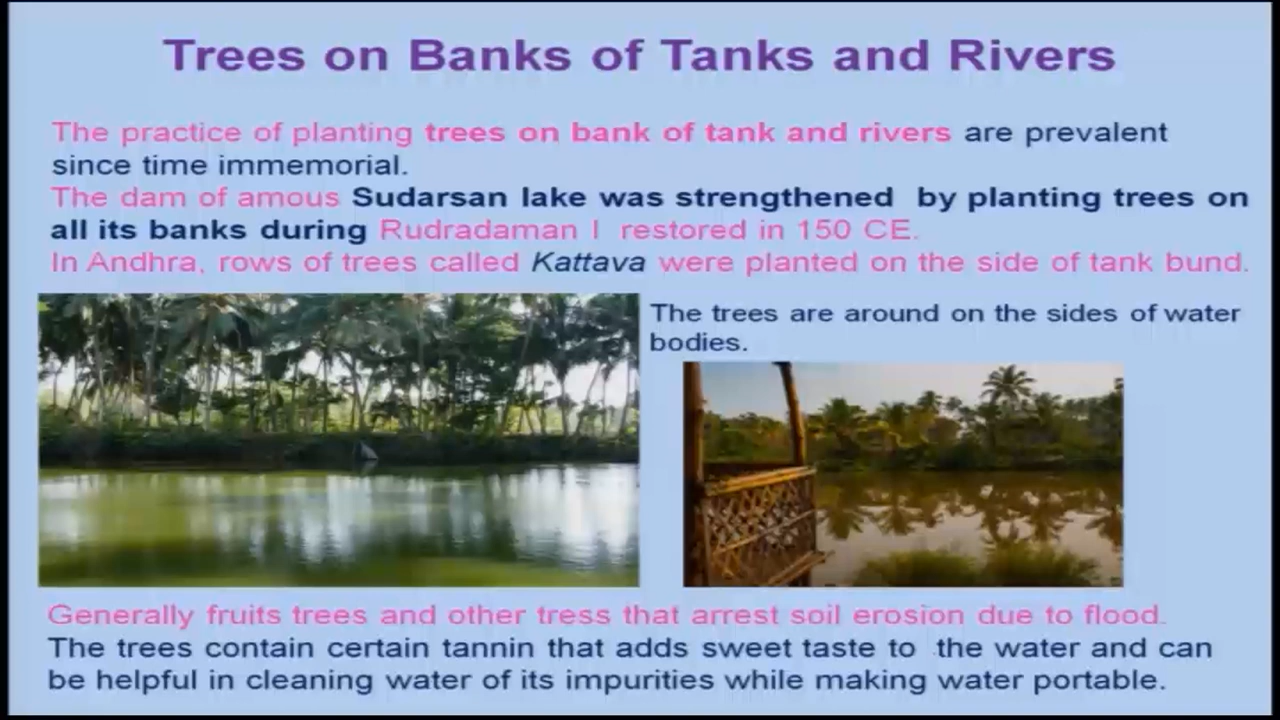 Trees on Banks of Tanks and Rivers
The practice of planting trees on bank of tank and rivers are prevalent
since time immemorial.
The dam of amous Sudarsan lake was strengthened by planting trees on
all its banks during Rudradaman I restored in 150 CE.
In Andhra, rows of trees called Kattava were planted on the side of tank bund.
The trees are around on the sides of water
bodies.
Generally fruits trees and other tress that arrest soil erosion due to flood.
The trees contain certain tannin that adds sweet taste to the water and can
be helpful in cleaning water of its impurities while making water portable.